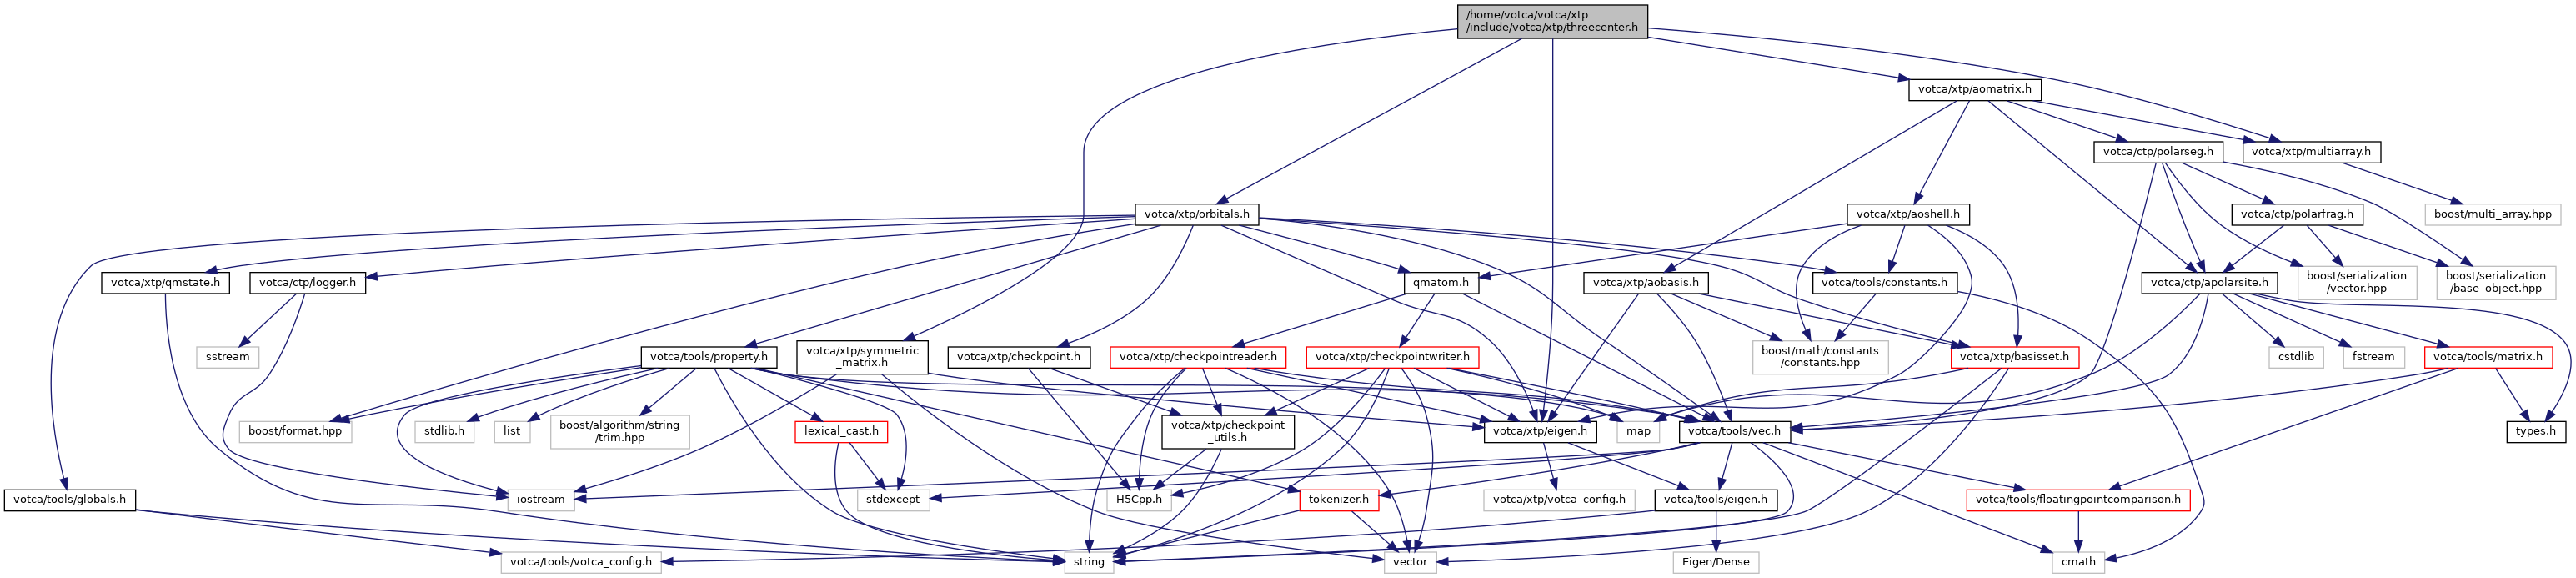 /home/votca/votca/xtp
/include/votca/xtp/threecenter.h
votca/xtp/aomatrix.h
votca/ctp/polarseg.h
votca/xtp/multiarray.h
votca/xtp/orbitals.h
votca/xtp/aoshell.h
votca/ctp/polarfrag.h
boost/multi_array.hpp
votca/xtp/qmstate.h
votca/ctp/logger.h
qmatom.h
votca/xtp/aobasis.h
votca/tools/constants.h
votca/ctp/apolarsite.h
boost/serialization
/vector.hpp
boost/serialization
/base_object.hpp
sstream
votca/tools/property.h
votca/xtp/symmetric
_matrix.h
votca/xtp/checkpoint.h
votca/xtp/checkpointreader.h
votca/xtp/checkpointwriter.h
boost/math/constants
/constants.hpp
votca/xtp/basisset.h
cstdlib
fstream
votca/tools/matrix.h
boost/format.hpp
stdlib.h
list
boost/algorithm/string
/trim.hpp
lexical_cast.h
votca/xtp/checkpoint
_utils.h
votca/xtp/eigen.h
map
votca/tools/vec.h
types.h
votca/tools/globals.h
iostream
stdexcept
H5Cpp.h
tokenizer.h
votca/xtp/votca_config.h
votca/tools/eigen.h
votca/tools/floatingpointcomparison.h
votca/tools/votca_config.h
string
vector
Eigen/Dense
cmath